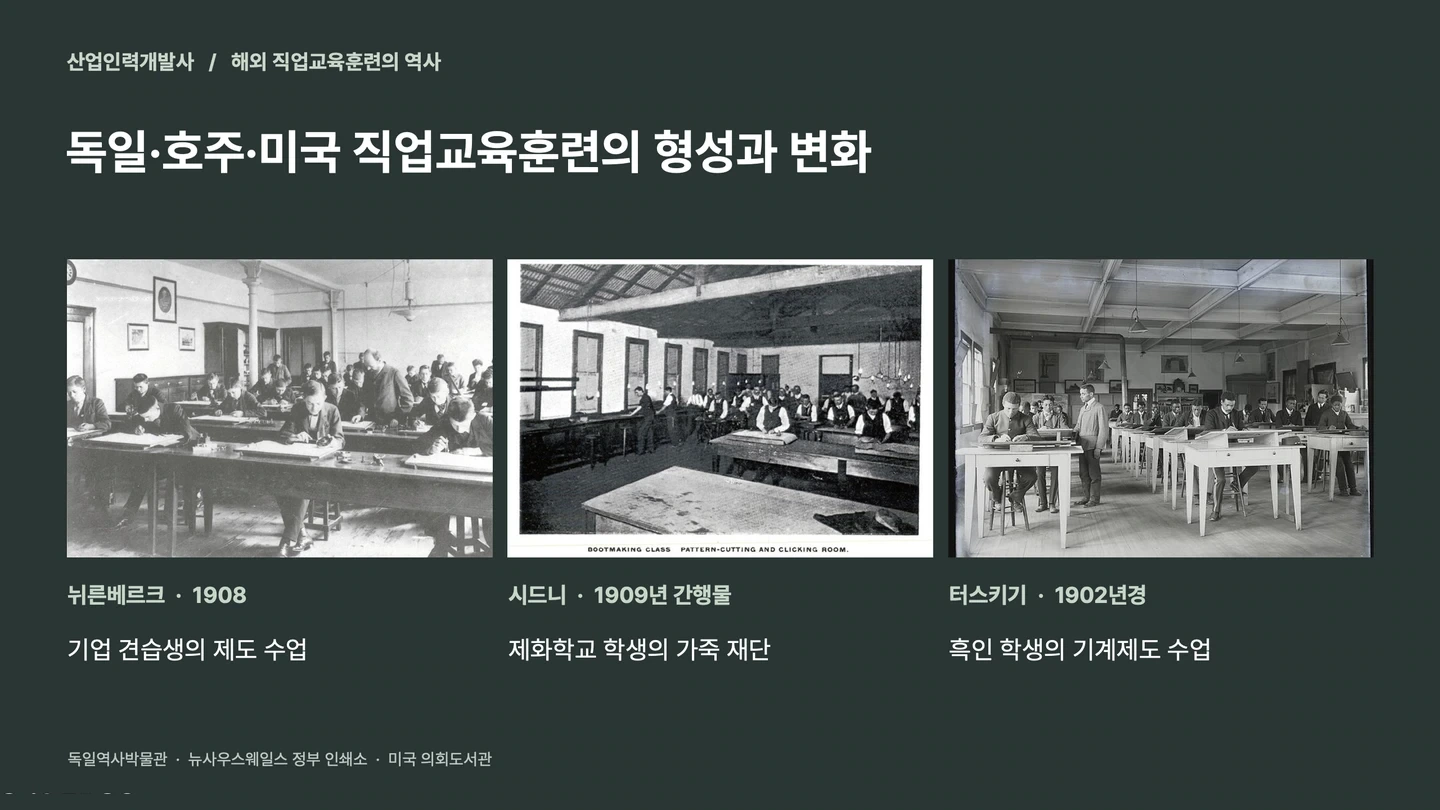 산업인력개발사 / 해외 직업교육훈련의 역사
독일·호주·미국 직업교육훈련의 형성과 변화
BOOTMAKING CLASS PATTERN-CUTTING AND CLICKING ROOM.
뉘른베르크 · 1908
기업 견습생의 제도 수업
시드니 · 1909년 간행물
제화학교 학생의 가죽 재단
터스키기 · 1902년경
흑인 학생의 기계제도 수업
독일역사박물관 · 뉴사우스웨일스 정부 인쇄소 · 미국 의회도서관